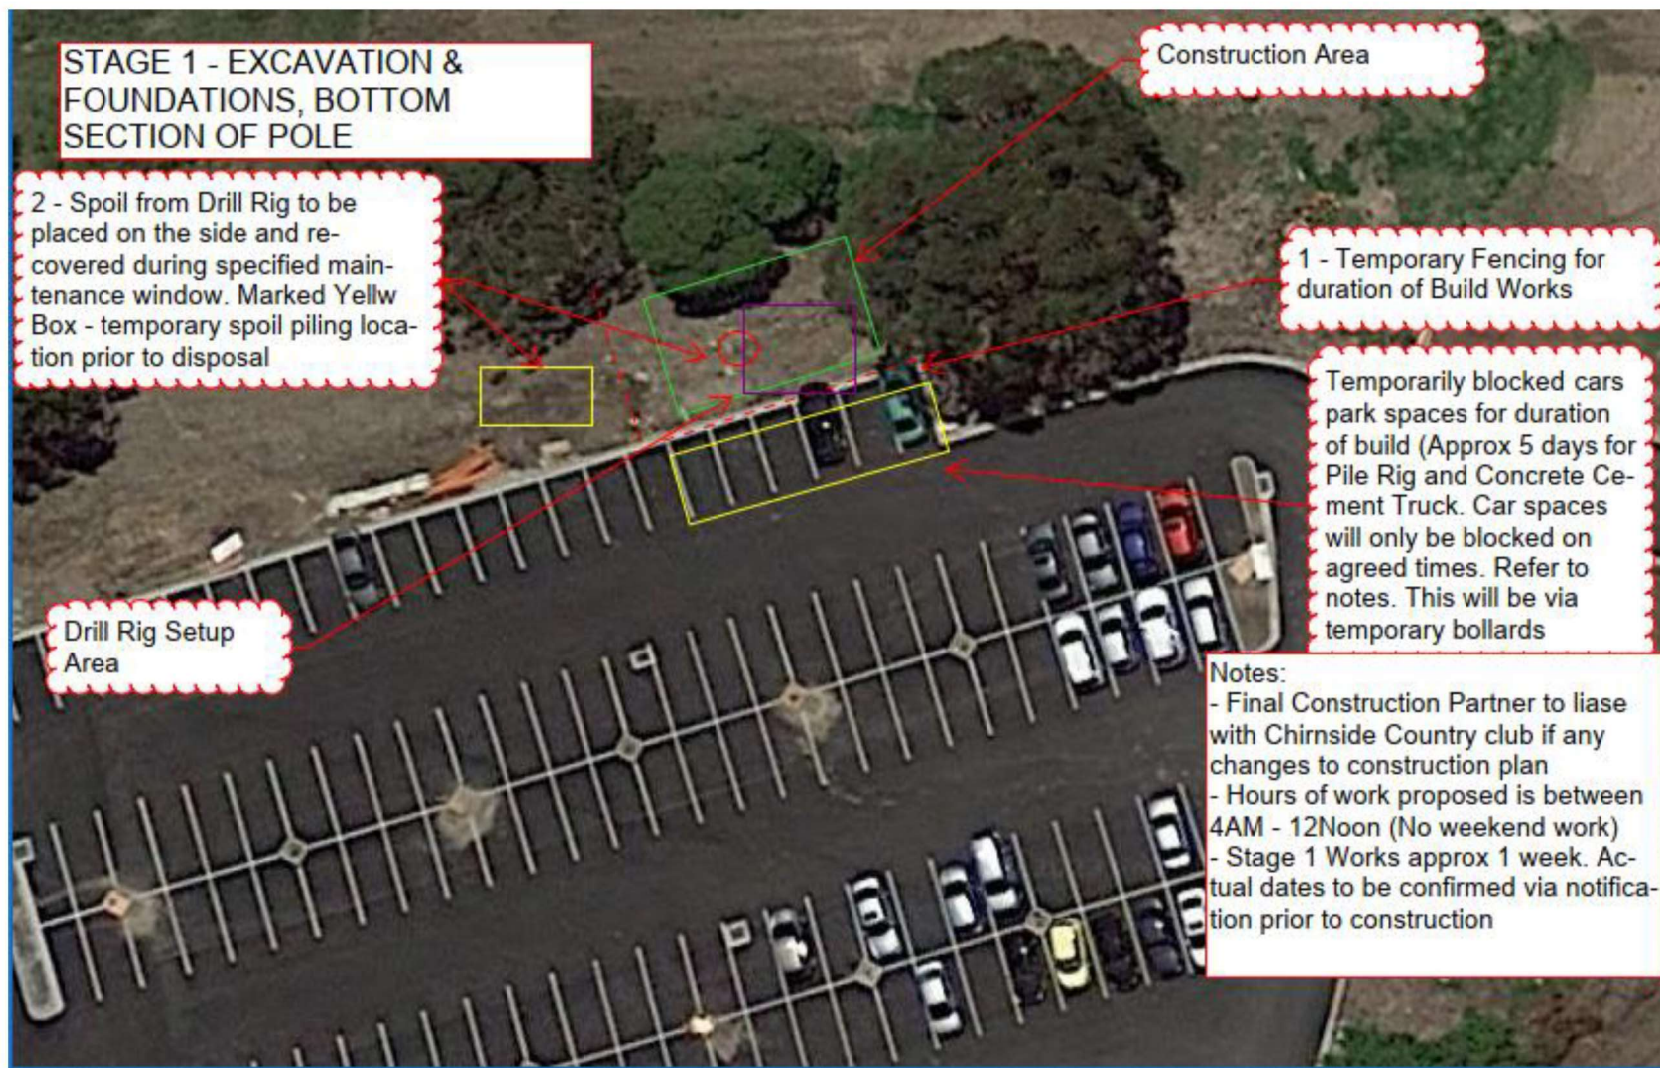 STAGE 1 - EXCAVATION &
FOUNDATIONS, BOTTOM
SECTION OF POLE
Construction Area
2 - Spoil from Drill Rig to be
placed on the side and re-
covered during specified main-
tenance window. Marked Yellw
Box - temporary spoil piling loca-
tion prior to disposal
1 - Temporary Fencing for
duration of Build Works
Temporarily blocked cars
park spaces for duration
of build (Approx 5 days for
Pile Rig and Concrete Ce-
ment Truck. Car spaces
will only be blocked on
agreed times. Refer to
notes. This will be via
temporary bollards
Drill Rig Setup
Area
Notes:
- Final Construction Partner to liase
with Chirnside Country club if any
changes to construction plan
- Hours of work proposed is between
4AM - 12Noon (No weekend work)
- Stage 1 Works approx 1 week. Ac-
tual dates to be confirmed via notifica-
tion prior to construction